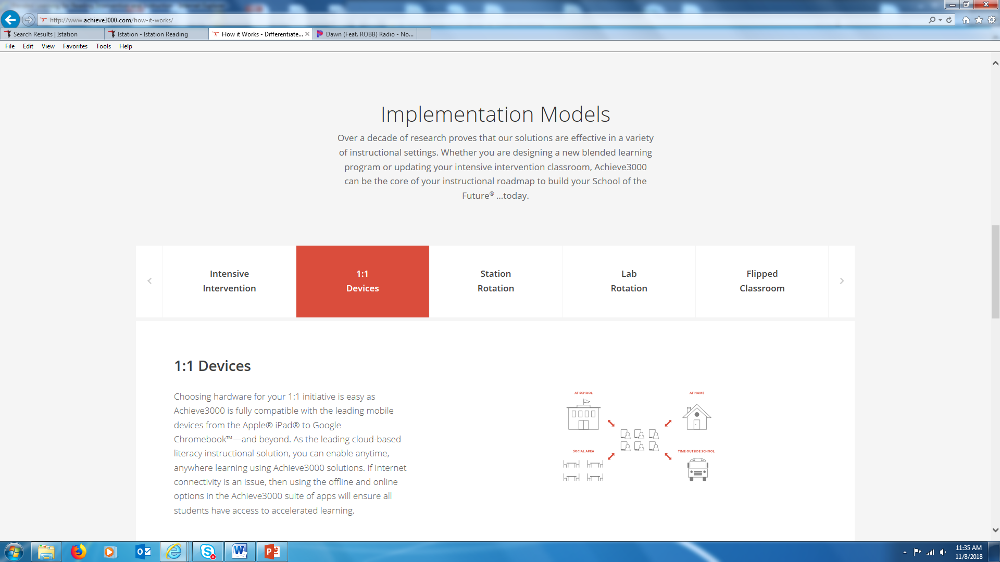 http://www.achieve3000.com/how-it-works/
Search Results | Istation
Istation - Istation Reading
How it Works - Differentiate...
Dawn (Feat. ROBB) Radio - No...
File Edit View Favorites Tools Help
Implementation Models
Over a decade of research proves that our solutions are effective in a variety
of instructional settings. Whether you are designing a new blended learning
program or updating your intensive intervention classroom, Achieve3000
can be the core of your instructional roadmap to build your School of the
Future® ...today.
Intensive
Intervention
1:1
Devices
Station
Rotation
Lab
Rotation
Flipped
Classroom
1:1 Devices
Choosing hardware for your 1:1 initiative is easy as
Achieve3000 is fully compatible with the leading mobile
devices from the Apple® iPad® to Google
Chromebook™—and beyond. As the leading cloud-based
literacy instructional solution, you can enable anytime,
anywhere learning using Achieve3000 solutions. If Internet
connectivity is an issue, then using the offline and online
options in the Achieve3000 suite of apps will ensure all
students have access to accelerated learning.
AT SCHOOL
AT HOME
SOCIAL AREA
TIME OUTSIDE SCHOOL
11:35 AM
11/8/2018